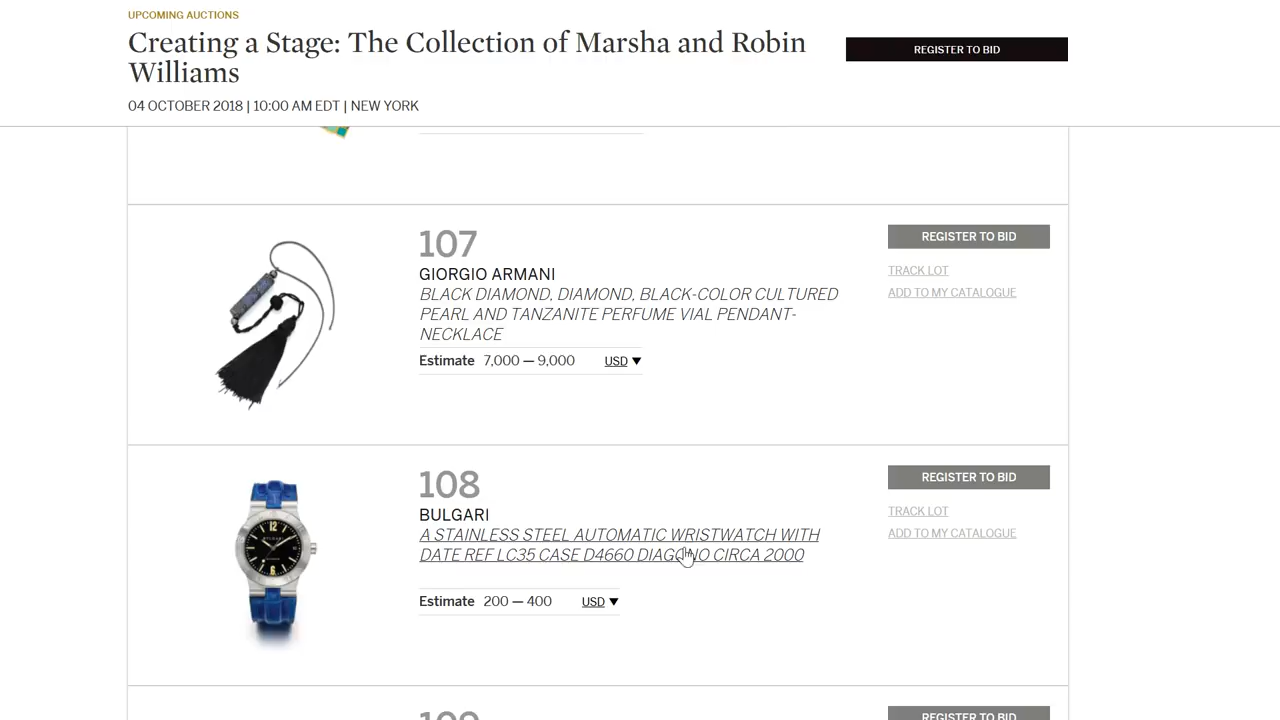 UPCOMING AUCTIONS
Creating a Stage: The Collection of Marsha and Robin
Williams
REGISTER TO BID
04 OCTOBER 2018 | 10:00 AM EDT | NEW YORK
107
GIORGIO ARMANI
BLACK DIAMOND, DIAMOND, BLACK-COLOR CULTURED
PEARL AND TANZANITE PERFUME VIAL PENDANT-
NECKLACE
Estimate 7,000 — 9,000 USD ▼
REGISTER TO BID
TRACK LOT
ADD TO MY CATALOGUE
108
BULGARI
A STAINLESS STEEL AUTOMATIC WRISTWATCH WITH
DATE REF LC35 CASE D4660 DIAGONO CIRCA 2000
Estimate 200 — 400 USD ▼
REGISTER TO BID
TRACK LOT
ADD TO MY CATALOGUE
109
REGISTER TO BID